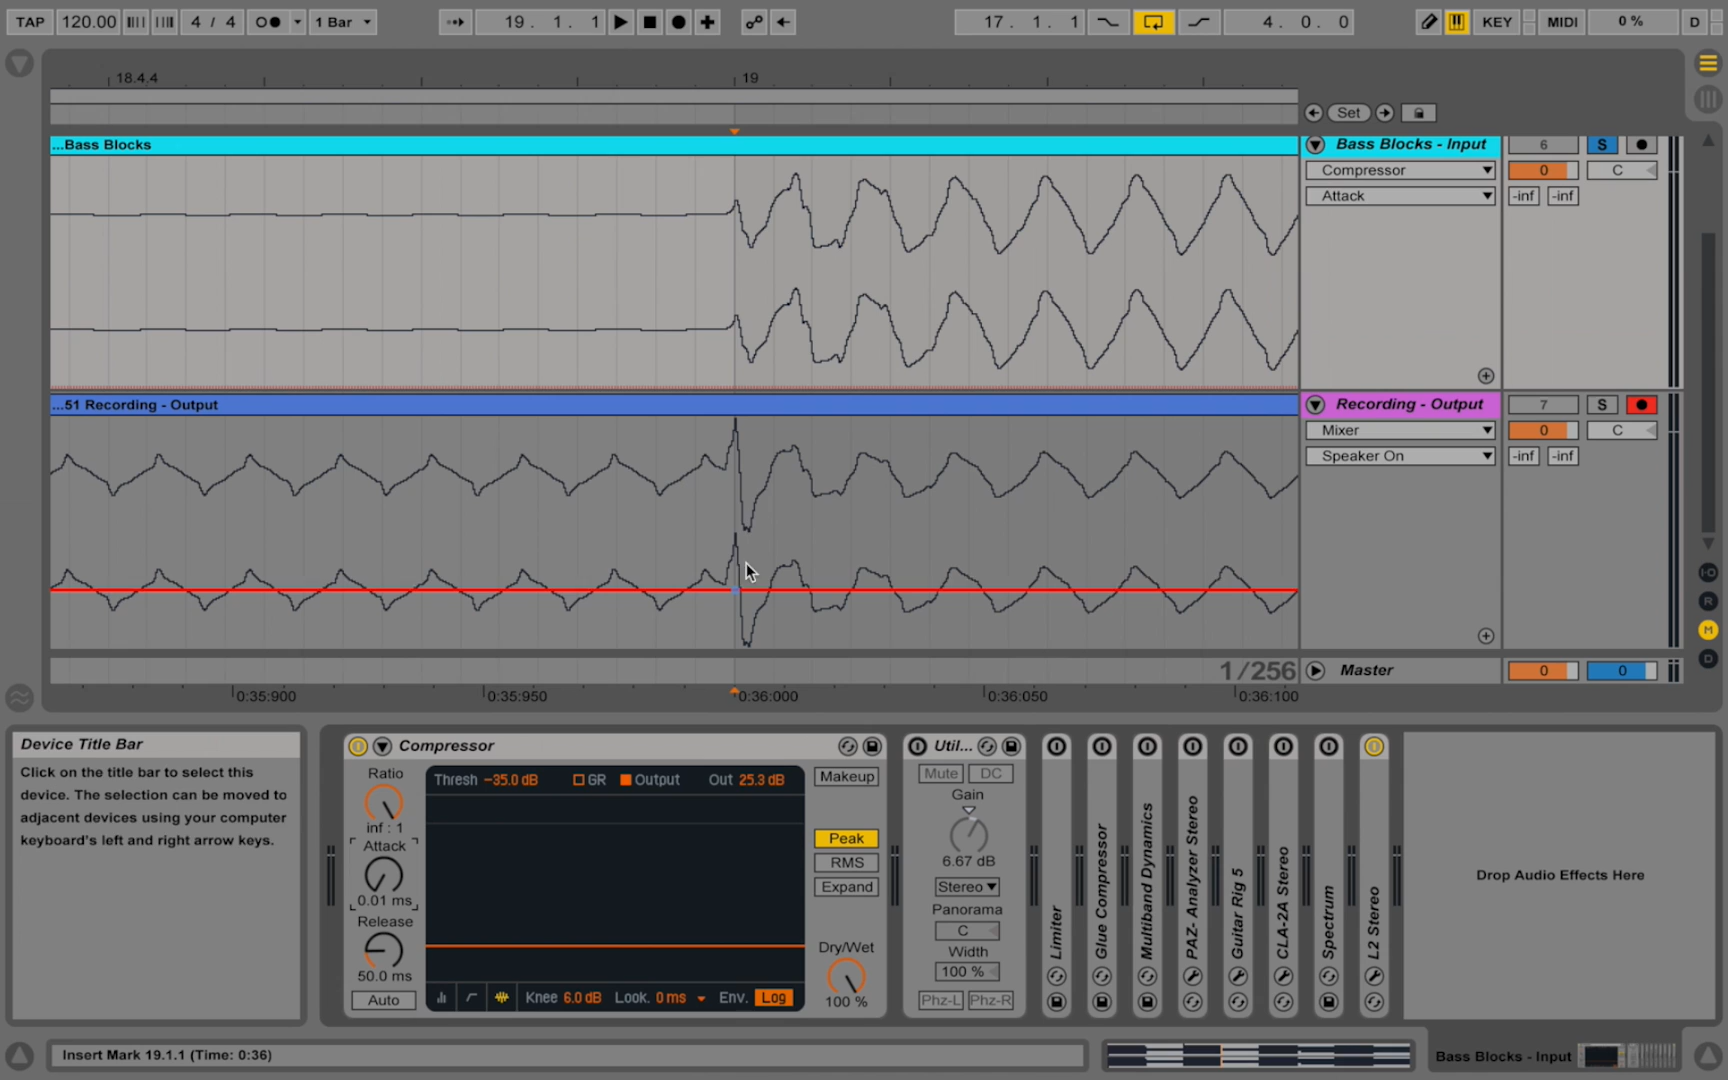 TAP 120.00 4 / 4 1 Bar 19. 1. 1 17. 1. 1 4. 0. 0 KEY MIDI 0 % D
18.4.4 19
Set
...Bass Blocks
Bass Blocks - Input 6 S
Compressor 0 C
Attack -inf -inf
...51 Recording - Output
Recording - Output 7 S
Mixer 0 C
Speaker On -inf -inf
I-O
R
M
D
1/256 Master 0 0
0:35:900 0:35:950 0:36:000 0:36:050 0:36:100
Device Title Bar
Click on the title bar to select this
device. The selection can be moved to
adjacent devices using your computer
keyboard's left and right arrow keys.
Compressor
Ratio
inf : 1
Attack
0.01 ms
Release
50.0 ms
Auto
Thresh -35.0 dB GR Output Out 25.3 dB
Knee 6.0 dB Look. 0 ms Env. Log
Makeup
Peak
RMS
Expand
Dry/Wet
100 %
Util...
Mute DC
Gain
6.67 dB
Stereo
Panorama
C
Width
100 %
Phz-L Phz-R
Limiter
Glue Compressor
Multiband Dynamics
PAZ- Analyzer Stereo
Guitar Rig 5
CLA-2A Stereo
Spectrum
L2 Stereo
Drop Audio Effects Here
Insert Mark 19.1.1 (Time: 0:36)
Bass Blocks - Input